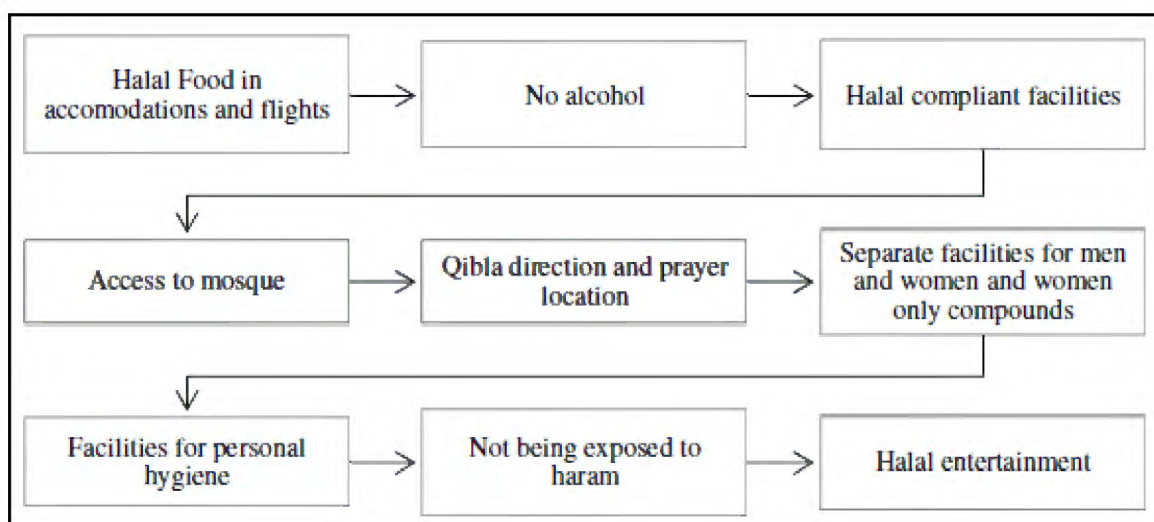 Halal Food in
accomodations and flights
No alcohol
Halal compliant facilities
Access to mosque
Qibla direction and prayer
location
Separate facilities for men
and women and women
only compounds
Facilities for personal
hygiene
Not being exposed to
haram
Halal entertainment